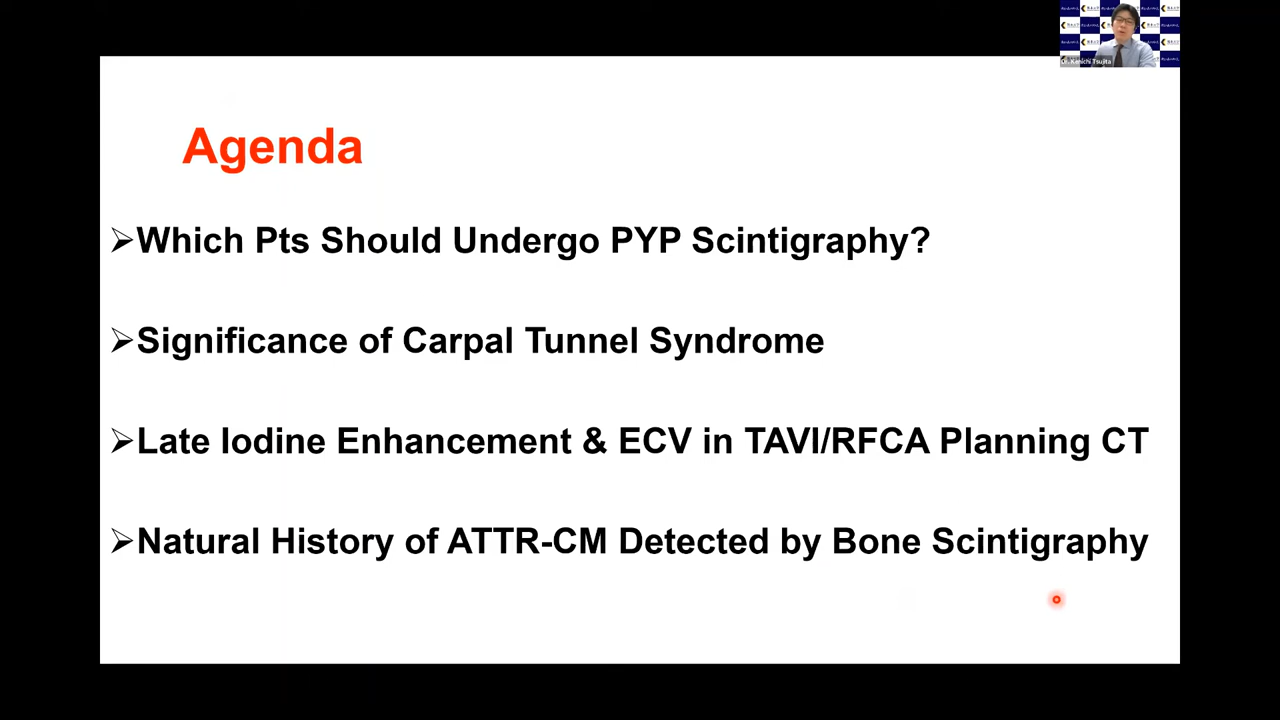 Dr. Kenichi Tsujita
Agenda
➢Which Pts Should Undergo PYP Scintigraphy?
➢Significance of Carpal Tunnel Syndrome
➢Late Iodine Enhancement & ECV in TAVI/RFCA Planning CT
➢Natural History of ATTR-CM Detected by Bone Scintigraphy